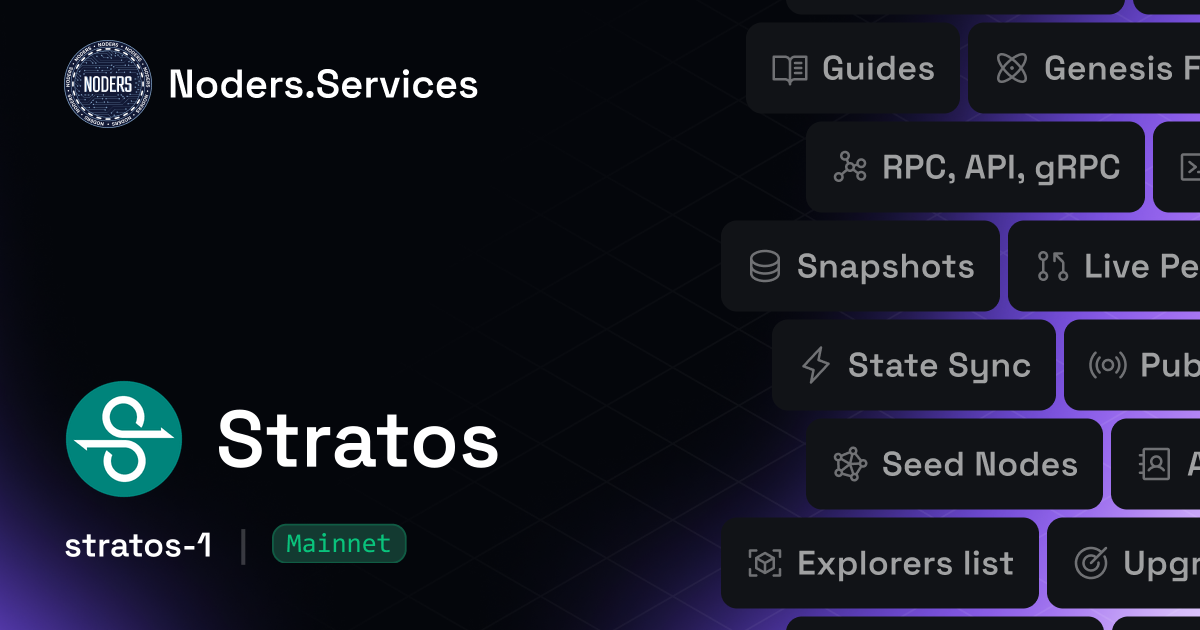 NODERS
Noders.Services
Guides
Genesis F
RPC, API, gRPC
Snapshots
Live Pe
State Sync
Pub
Seed Nodes
A
Explorers list
Upgr
Stratos
stratos-1 | Mainnet